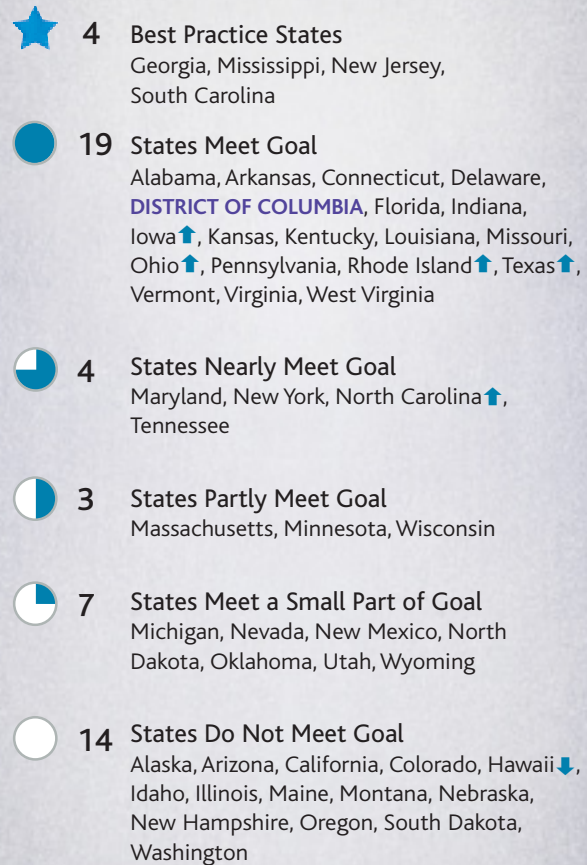 4 Best Practice States
Georgia, Mississippi, New Jersey,
South Carolina
19 States Meet Goal
Alabama, Arkansas, Connecticut, Delaware,
DISTRICT OF COLUMBIA, Florida, Indiana,
Iowa⬆, Kansas, Kentucky, Louisiana, Missouri,
Ohio⬆, Pennsylvania, Rhode Island⬆, Texas⬆,
Vermont, Virginia, West Virginia
4 States Nearly Meet Goal
Maryland, New York, North Carolina⬆,
Tennessee
3 States Partly Meet Goal
Massachusetts, Minnesota, Wisconsin
7 States Meet a Small Part of Goal
Michigan, Nevada, New Mexico, North
Dakota, Oklahoma, Utah, Wyoming
14 States Do Not Meet Goal
Alaska, Arizona, California, Colorado, Hawaii⬇,
Idaho, Illinois, Maine, Montana, Nebraska,
New Hampshire, Oregon, South Dakota,
Washington